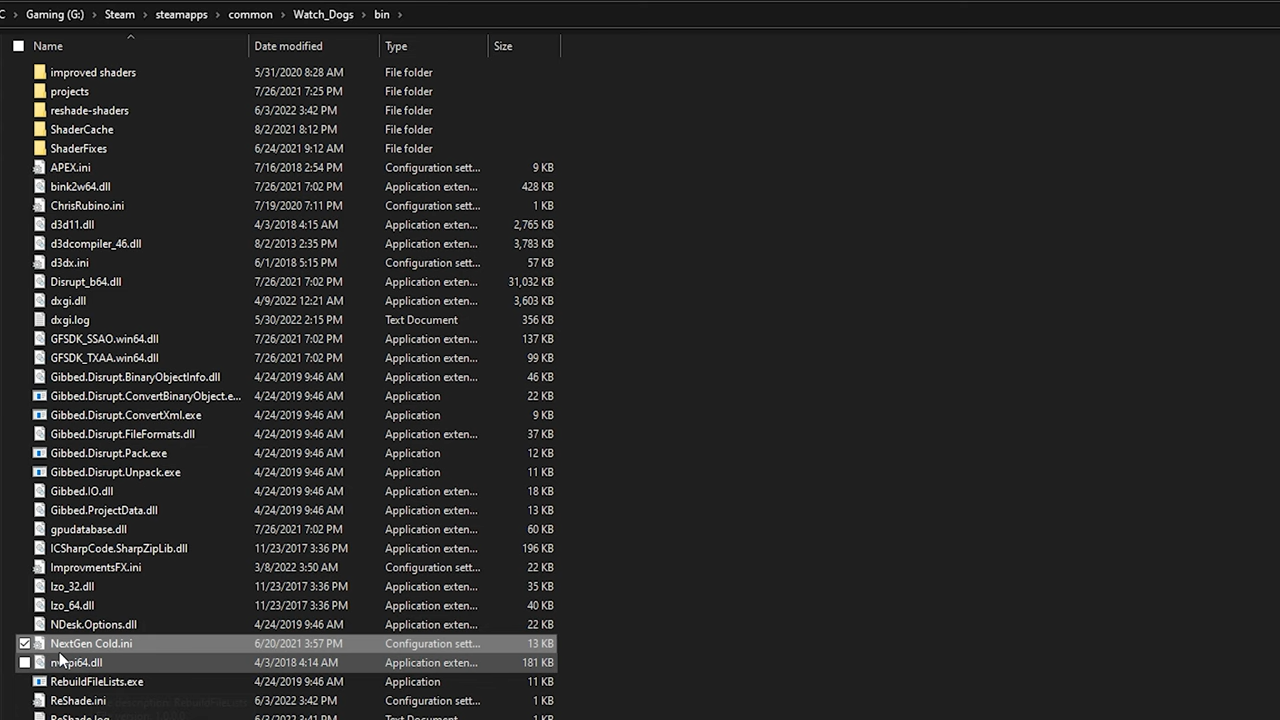 C > Gaming (G:) > Steam > steamapps > common > Watch_Dogs > bin >
Name Date modified Type Size
improved shaders 5/31/2020 8:28 AM File folder
projects 7/26/2021 7:25 PM File folder
reshade-shaders 6/3/2022 3:42 PM File folder
ShaderCache 8/2/2021 8:12 PM File folder
ShaderFixes 6/24/2021 9:12 AM File folder
APEX.ini 7/16/2018 2:54 PM Configuration sett... 9 KB
bink2w64.dll 7/26/2021 7:02 PM Application exten... 428 KB
ChrisRubino.ini 7/19/2020 7:11 PM Configuration sett... 1 KB
d3d11.dll 4/3/2018 4:15 AM Application exten... 2,765 KB
d3dcompiler_46.dll 8/2/2013 2:35 PM Application exten... 3,783 KB
d3dx.ini 6/1/2018 5:15 PM Configuration sett... 57 KB
Disrupt_b64.dll 7/26/2021 7:02 PM Application exten... 31,032 KB
dxgi.dll 4/9/2022 12:21 AM Application exten... 3,603 KB
dxgi.log 5/30/2022 2:15 PM Text Document 356 KB
GFSDK_SSAO.win64.dll 7/26/2021 7:02 PM Application exten... 137 KB
GFSDK_TXAA.win64.dll 7/26/2021 7:02 PM Application exten... 99 KB
Gibbed.Disrupt.BinaryObjectInfo.dll 4/24/2019 9:46 AM Application exten... 46 KB
Gibbed.Disrupt.ConvertBinaryObject.e... 4/24/2019 9:46 AM Application 22 KB
Gibbed.Disrupt.ConvertXml.exe 4/24/2019 9:46 AM Application 9 KB
Gibbed.Disrupt.FileFormats.dll 4/24/2019 9:46 AM Application exten... 37 KB
Gibbed.Disrupt.Pack.exe 4/24/2019 9:46 AM Application 12 KB
Gibbed.Disrupt.Unpack.exe 4/24/2019 9:46 AM Application 11 KB
Gibbed.IO.dll 4/24/2019 9:46 AM Application exten... 18 KB
Gibbed.ProjectData.dll 4/24/2019 9:46 AM Application exten... 13 KB
gpudatabase.dll 7/26/2021 7:02 PM Application exten... 60 KB
ICSharpCode.SharpZipLib.dll 11/23/2017 3:36 PM Application exten... 196 KB
ImprovmentsFX.ini 3/8/2022 3:50 AM Configuration sett... 22 KB
lzo_32.dll 11/23/2017 3:36 PM Application exten... 35 KB
lzo_64.dll 11/23/2017 3:36 PM Application exten... 40 KB
NDesk.Options.dll 4/24/2019 9:46 AM Application exten... 22 KB
NextGen Cold.ini 6/20/2021 3:57 PM Configuration sett... 13 KB
4/3/2018 4:14 AM Application exten... 181 KB
RebuildFileLists.exe 4/24/2019 9:46 AM Application 11 KB
ReShade.ini 6/3/2022 3:42 PM Configuration sett... 1 KB
ReShade.log 6/3/2022 3:41 PM Text Document